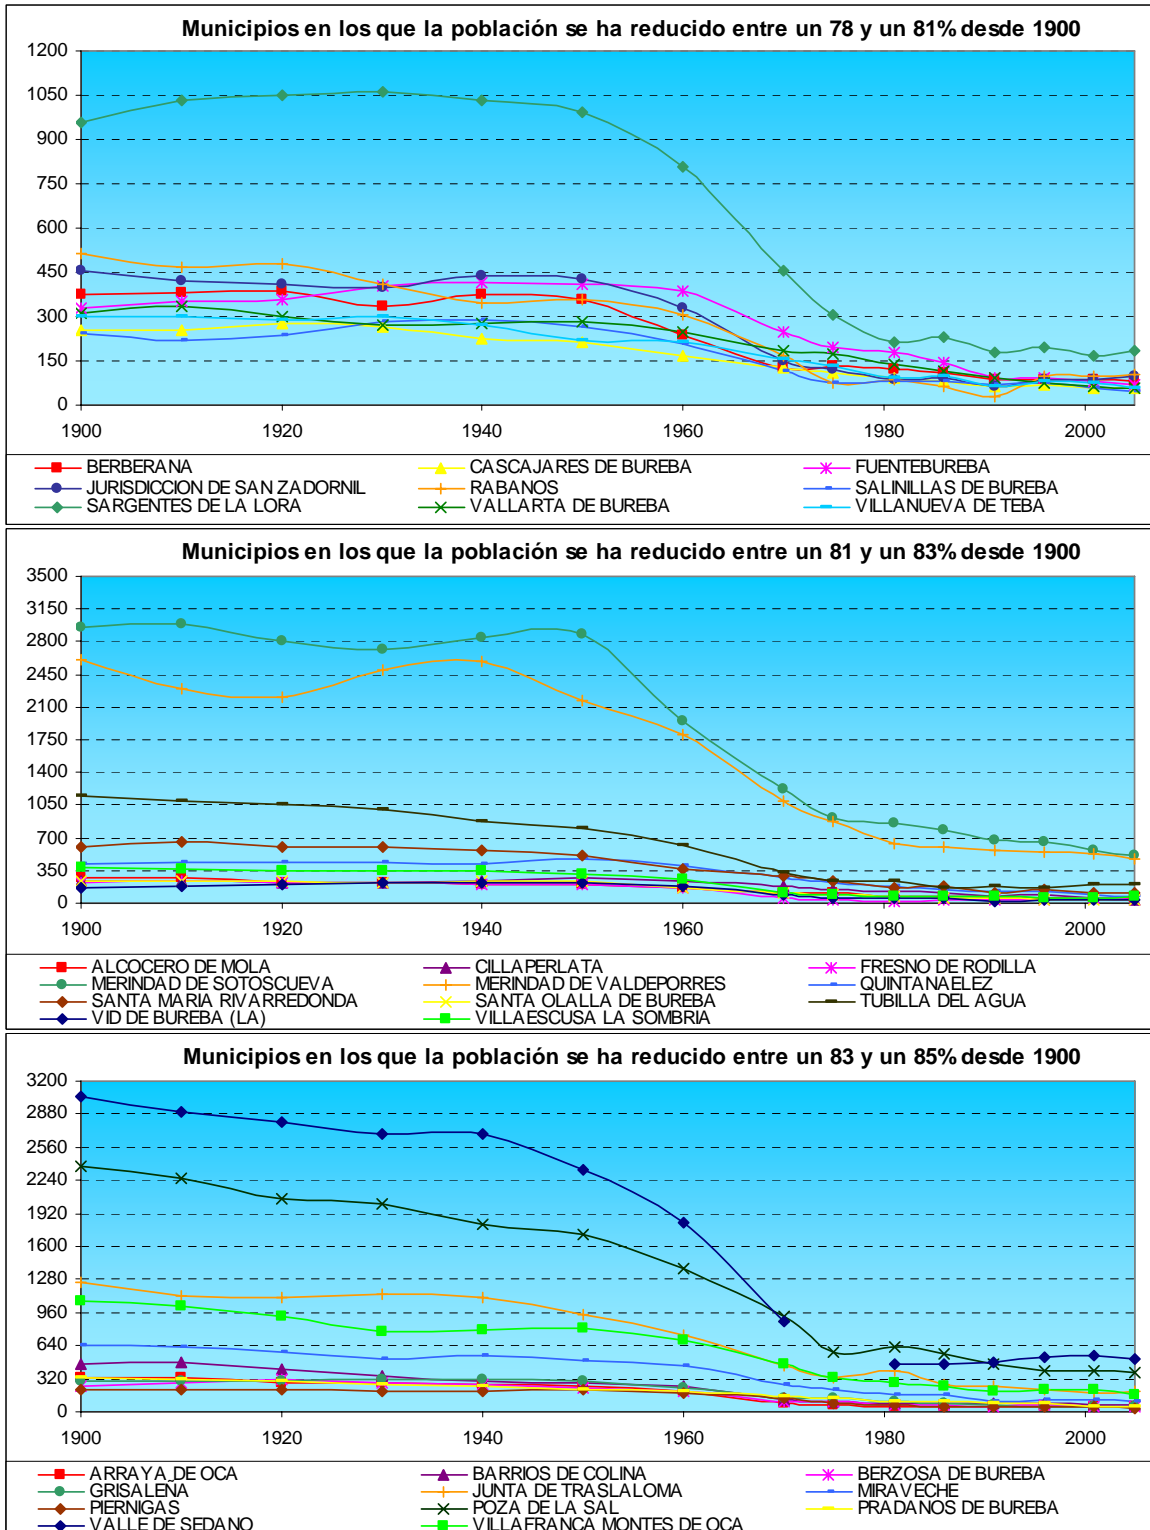 Municipios en los que la población se ha reducido entre un 78 y un 81% desde 1900
1200
1050
900
750
600
450
300
150
0
1900 1920 1940 1960 1980 2000
BERBERANA CASCAJARES DE BUREBA FUENTEBUREBA
JURISDICCION DE SAN ZADORNIL RABANOS SALINILLAS DE BUREBA
SARGENTES DE LA LORA VALLARTA DE BUREBA VILLANUEVA DE TEBA
Municipios en los que la población se ha reducido entre un 81 y un 83% desde 1900
3500
3150
2800
2450
2100
1750
1400
1050
700
350
0
1900 1920 1940 1960 1980 2000
ALCOCERO DE MOLA CILLAPERLATA FRESNO DE RODILLA
MERINDAD DE SOTOSCUEVA MERINDAD DE VALDEPORRES QUINTANAELEZ
SANTA MARIA RIVARREDONDA SANTA OLALLA DE BUREBA TUBILLA DEL AGUA
VID DE BUREBA (LA) VILLAESCUSA LA SOMBRIA
Municipios en los que la población se ha reducido entre un 83 y un 85% desde 1900
3200
2880
2560
2240
1920
1600
1280
960
640
320
0
1900 1920 1940 1960 1980 2000
ARRAYA DE OCA BARRIOS DE COLINA BERZOSA DE BUREBA
GRISALEÑA JUNTA DE TRASLALOMA MIRAVECHE
PIERNIGAS POZA DE LA SAL PRADANOS DE BUREBA
VALLE DE SEDANO VILLAFRANCA MONTES DE OCA